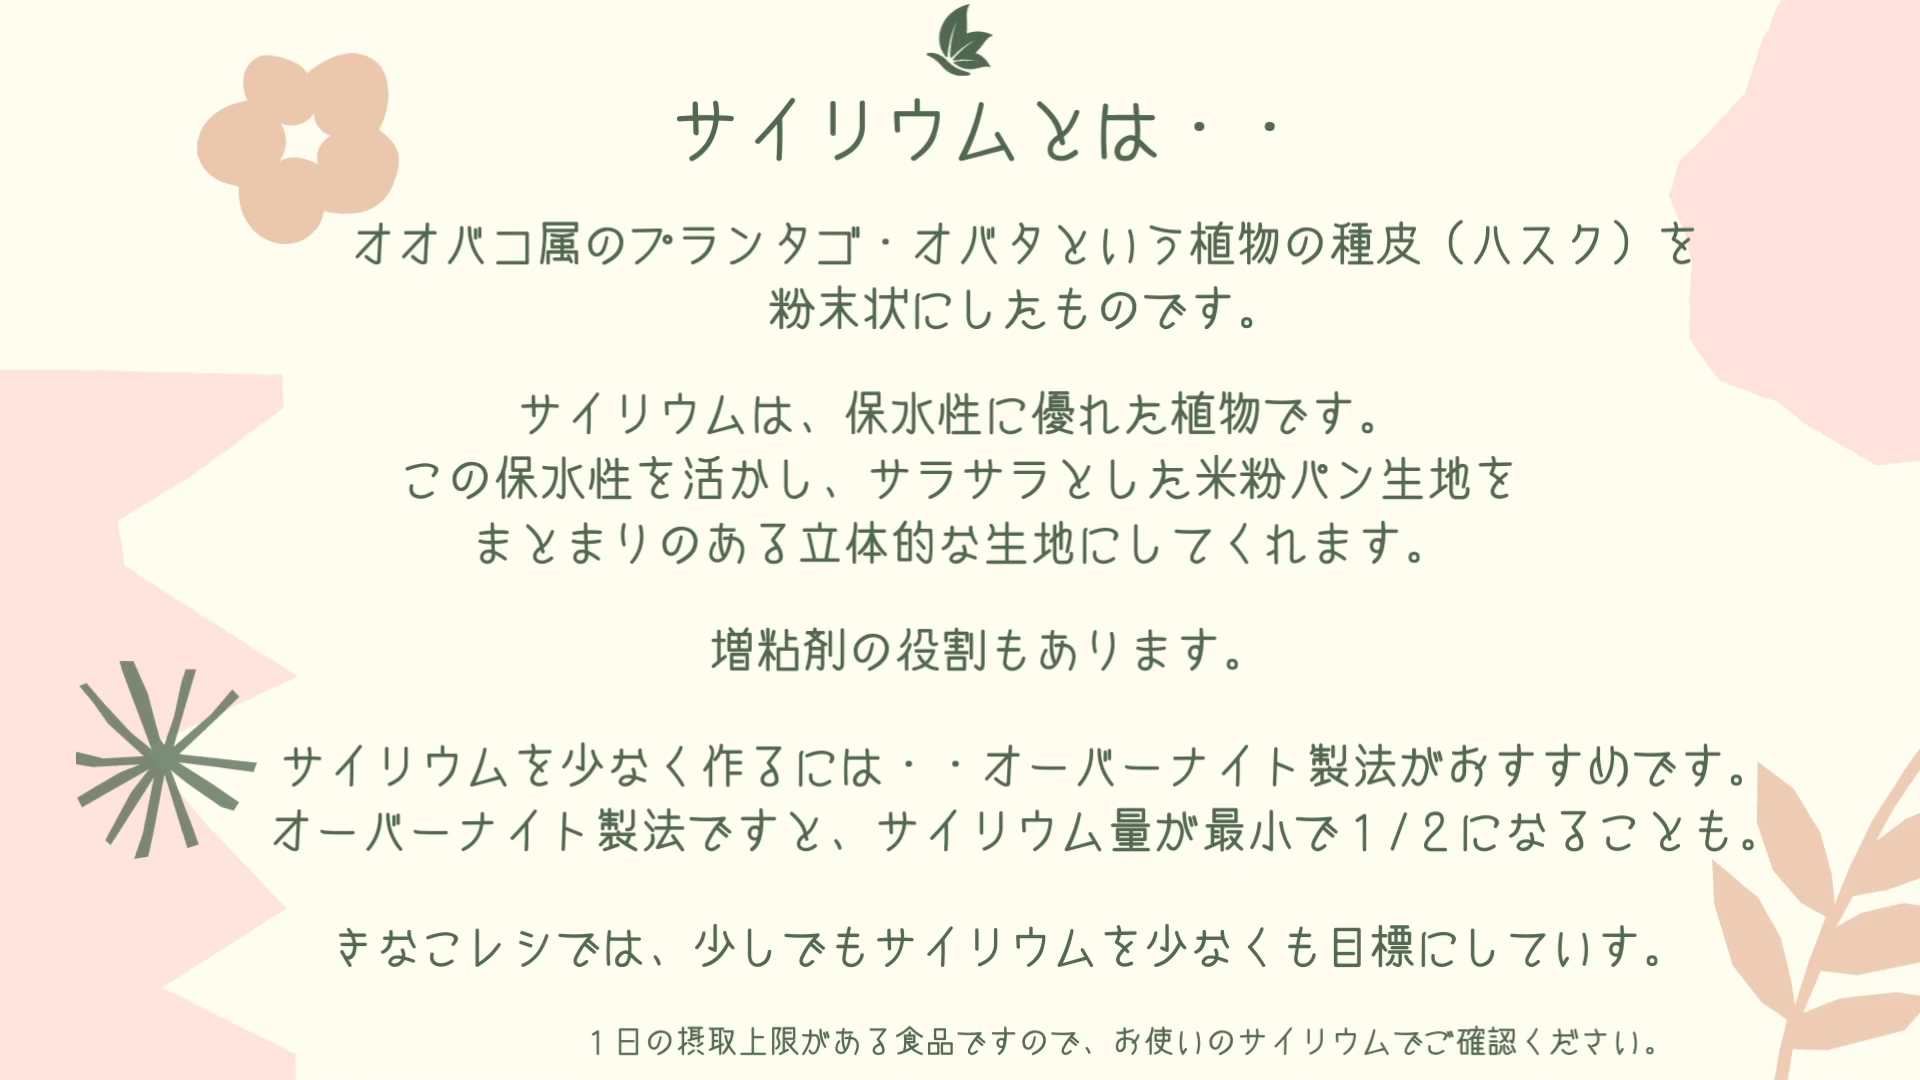 サイリウムとは・・
オオバコ属のプランタゴ・オバタという植物の種皮（ハスク）を
粉末状にしたものです。
サイリウムは、保水性に優れた植物です。
この保水性を活かし、サラサラとした米粉パン生地を
まとまりのある立体的な生地にしてくれます。
増粘剤の役割もあります。
サイリウムを少なく作るには・・オーバーナイト製法がおすすめです。
オーバーナイト製法ですと、サイリウム量が最小で1/2になることも。
きなこレシでは、少しでもサイリウムを少なくも目標にしていす。
1日の摂取上限がある食品ですので、お使いのサイリウムでご確認ください。